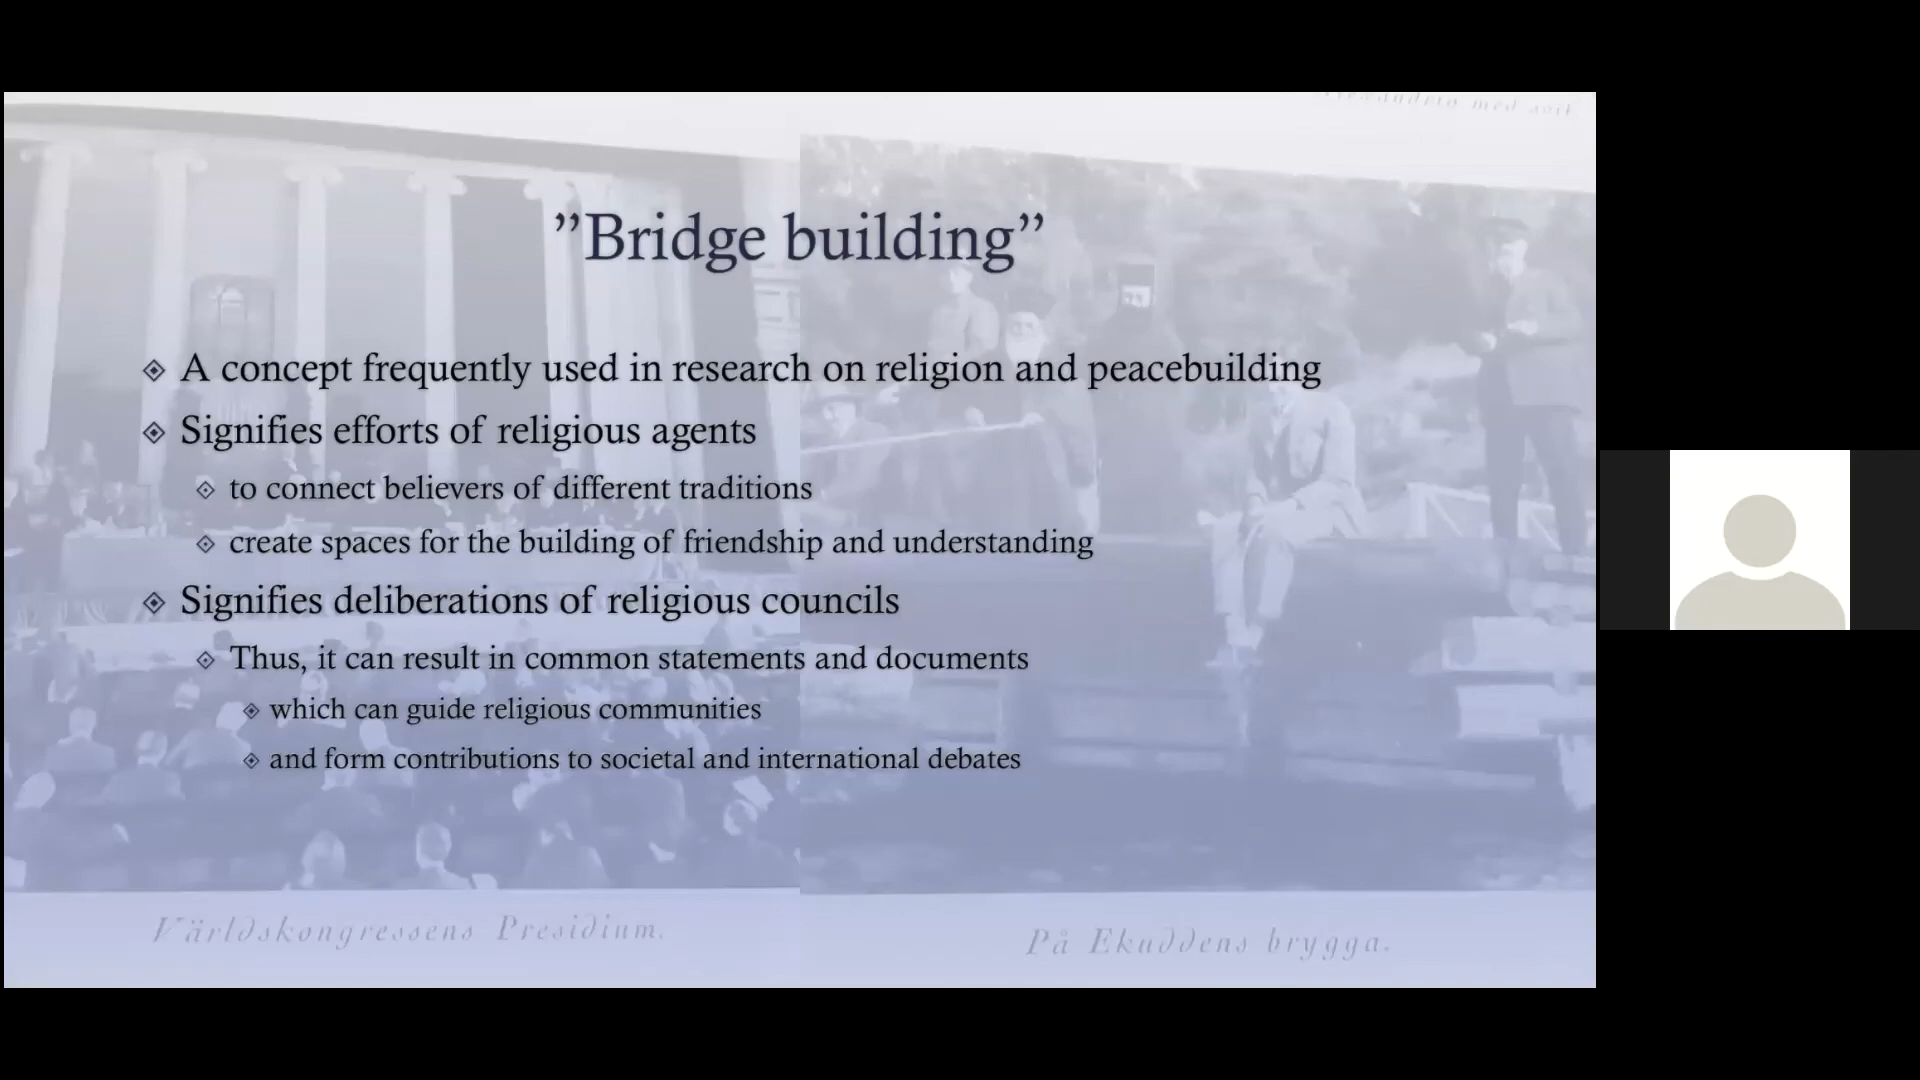 med
”Bridge building”
A concept frequently used in research on religion and peacebuilding
Signifies efforts of religious agents
to connect believers of different traditions
create spaces for the building of friendship and understanding
Signifies deliberations of religious councils
Thus, it can result in common statements and documents
which can guide religious communities
and form contributions to societal and international debates
Världskongressens Presidium.
På Ekuddens brygga.